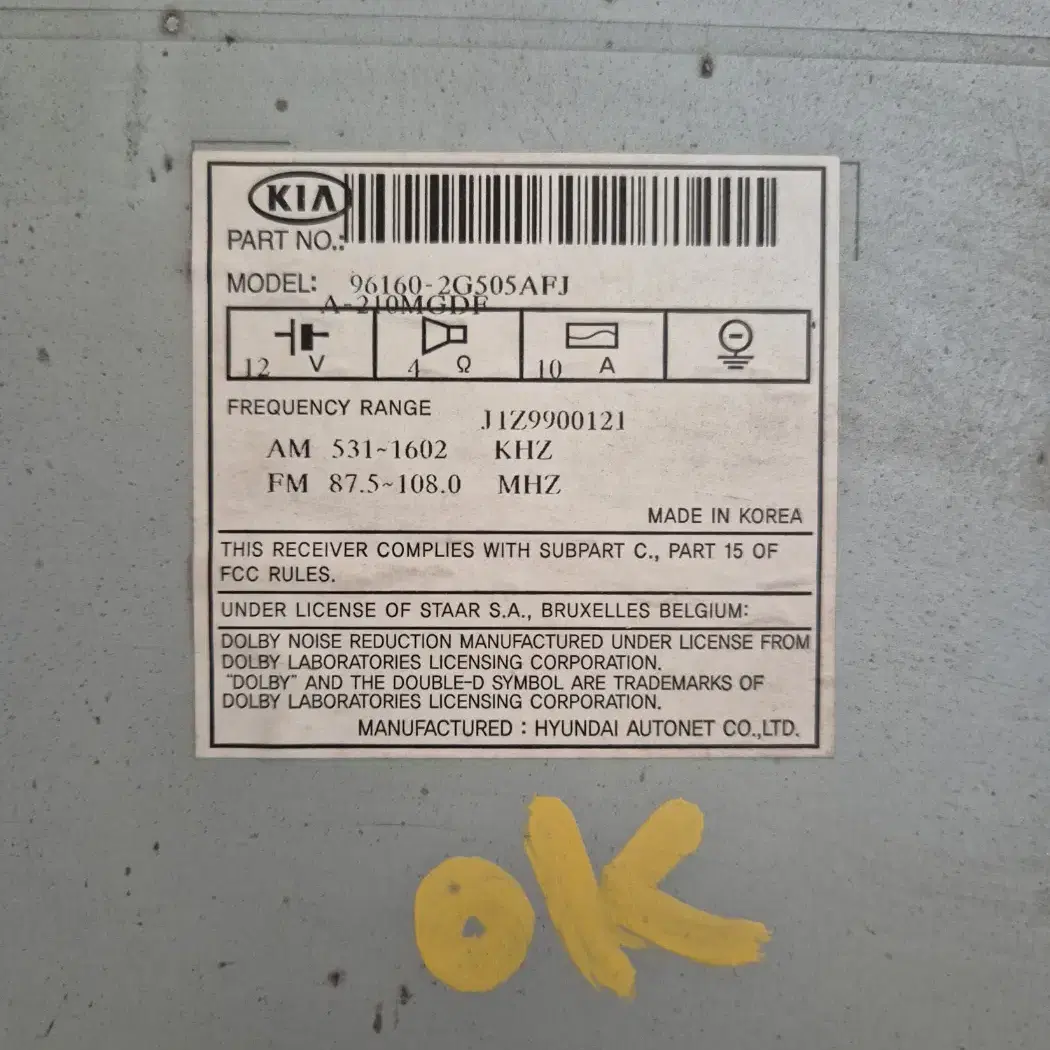 KIA
PART NO.:
MODEL: 96160-2G505AFJ
A-210MGDF
12 V 4 Ω 10 A
FREQUENCY RANGE J1Z9900121
AM 531~1602 KHZ
FM 87.5~108.0 MHZ
MADE IN KOREA
THIS RECEIVER COMPLIES WITH SUBPART C., PART 15 OF
FCC RULES.
UNDER LICENSE OF STAAR S.A., BRUXELLES BELGIUM:
DOLBY NOISE REDUCTION MANUFACTURED UNDER LICENSE FROM
DOLBY LABORATORIES LICENSING CORPORATION.
"DOLBY" AND THE DOUBLE-D SYMBOL ARE TRADEMARKS OF
DOLBY LABORATORIES LICENSING CORPORATION.
MANUFACTURED : HYUNDAI AUTONET CO.,LTD.
OK